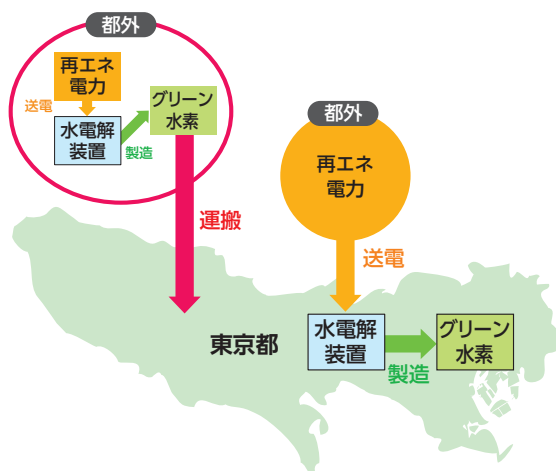 都外
再エネ
電力
送電
水電解
装置
製造
グリーン
水素
運搬
都外
再エネ
電力
送電
東京都
水電解
装置
製造
グリーン
水素